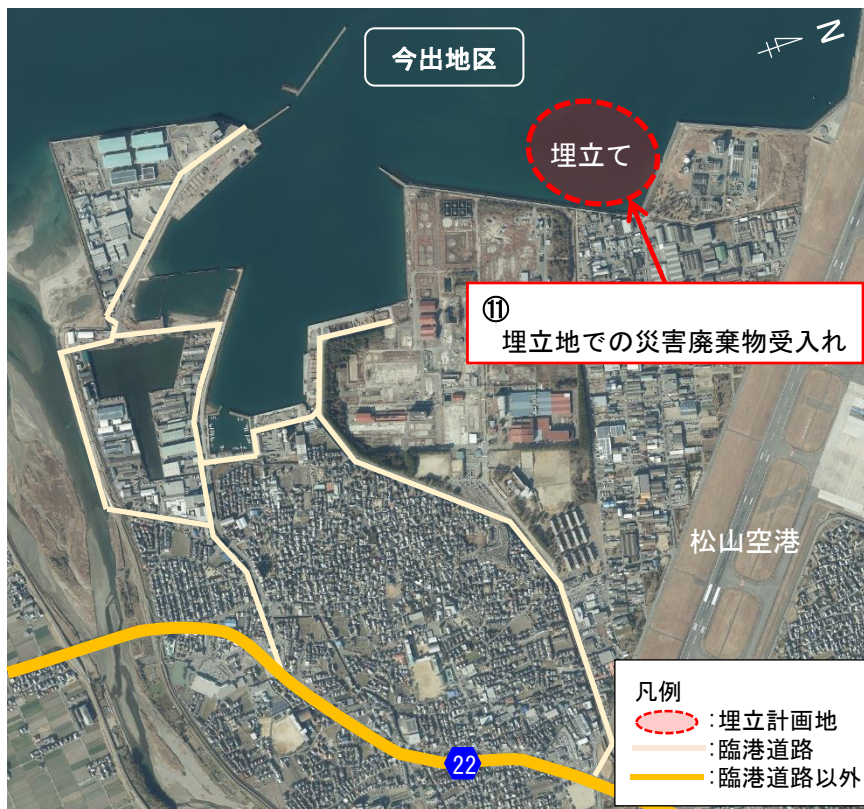 今出地区
N
埋立て
⑪
埋立地での災害廃棄物受入れ
松山空港
22
凡例
:埋立計画地
:臨港道路
:臨港道路以外